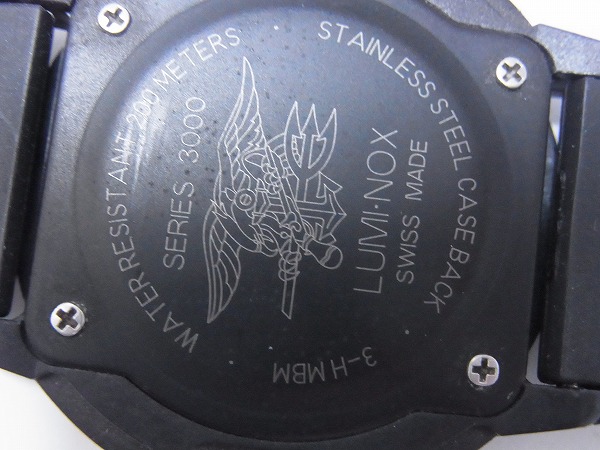 WATER RESISTANT 200 METERS · STAINLESS STEEL CASE BACK
SERIES 3000
LUMI·NOX
SWISS MADE
3-H MBM